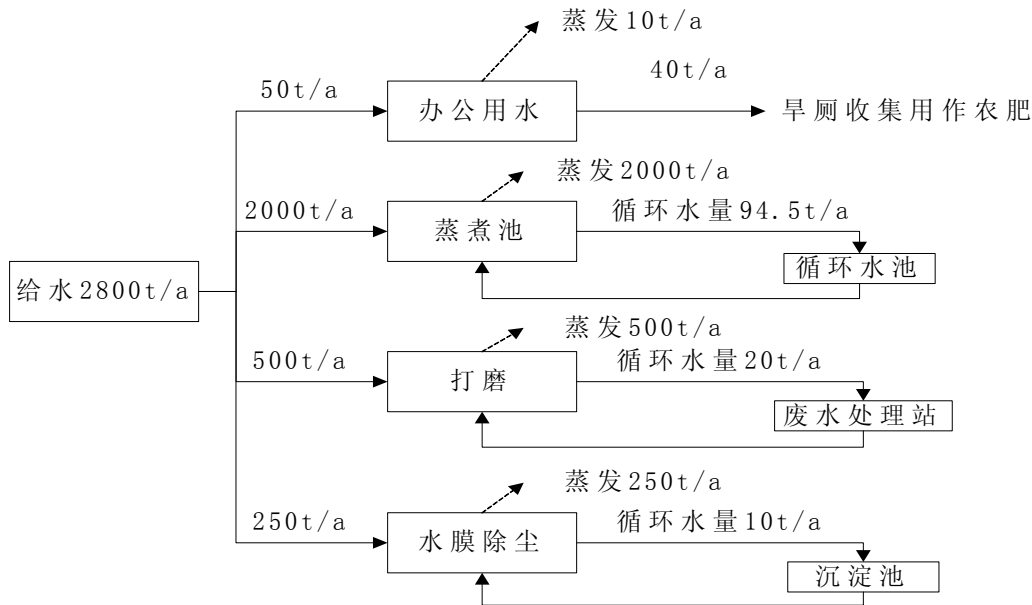 蒸发10t/a
40t/a
50t/a
办公用水
旱厕收集用作农肥
蒸发2000t/a
2000t/a
循环水量94.5t/a
蒸煮池
循环水池
给水2800t/a
蒸发500t/a
500t/a
循环水量20t/a
打磨
废水处理站
蒸发250t/a
250t/a
循环水量10t/a
水膜除尘
沉淀池